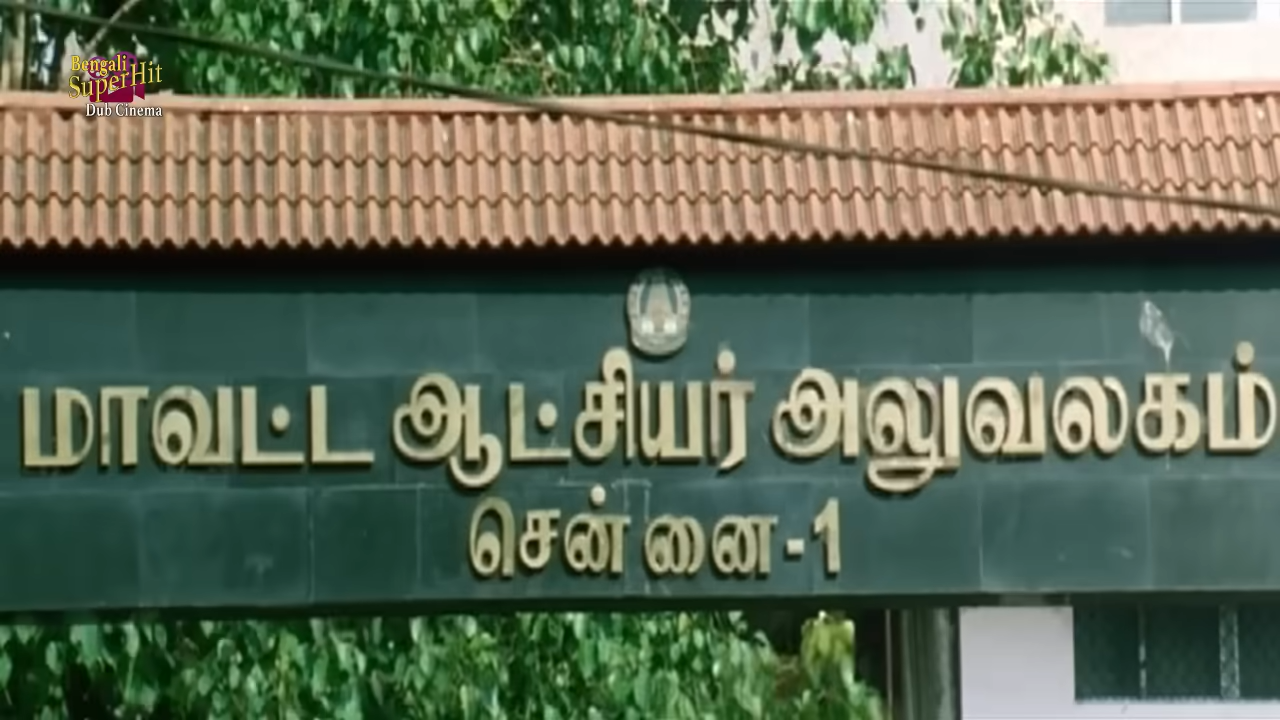 Bengali
SuperHit
Dub Cinema
மாவட்ட ஆட்சியர் அலுவலகம்
சென்னை-1